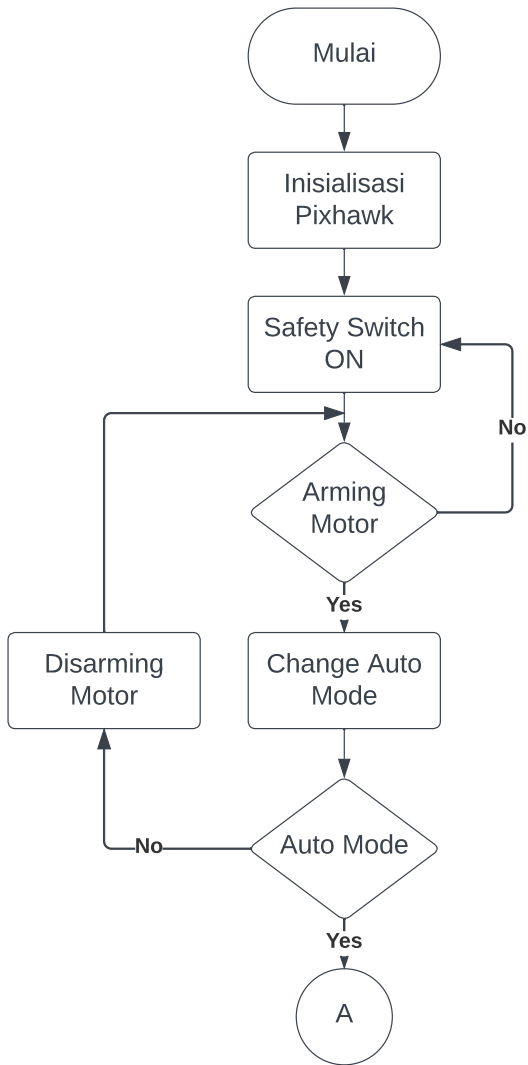 Mulai
Inisialisasi
Pixhawk
Safety Switch
ON
No
Arming
Motor
Yes
Disarming
Motor
Change Auto
Mode
No
Auto Mode
Yes
A